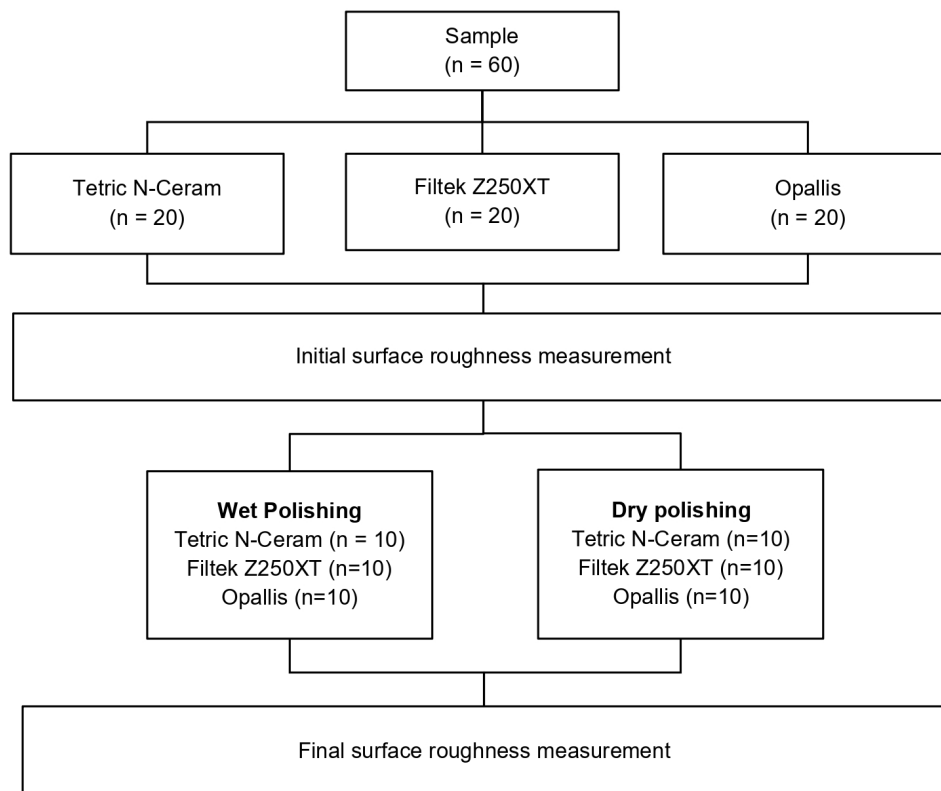 Sample
(n = 60)
Tetric N-Ceram
(n = 20)
Filtek Z250XT
(n = 20)
Opallis
(n = 20)
Initial surface roughness measurement
Wet Polishing
Tetric N-Ceram (n = 10)
Filtek Z250XT (n=10)
Opallis (n=10)
Dry polishing
Tetric N-Ceram (n=10)
Filtek Z250XT (n=10)
Opallis (n=10)
Final surface roughness measurement